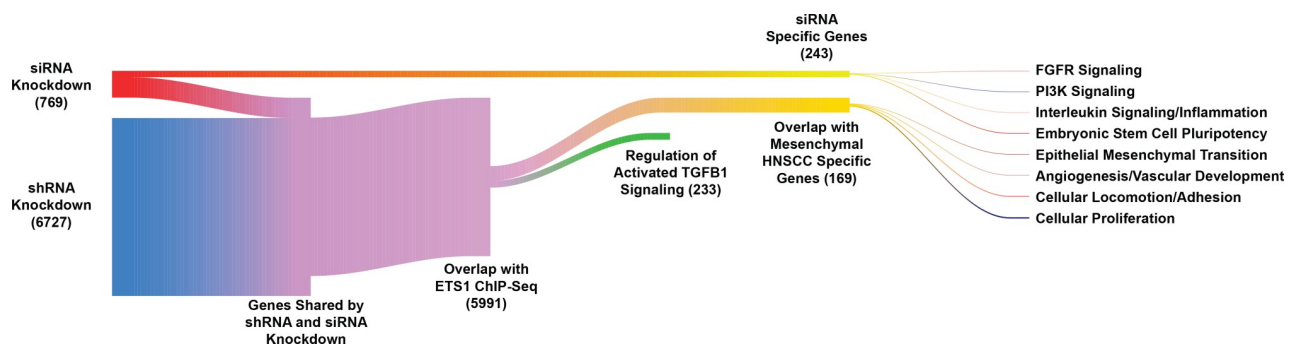 siRNA
Knockdown
(769)
shRNA
Knockdown
(6727)
Genes Shared by
shRNA and siRNA
Knockdown
Overlap with
ETS1 ChIP-Seq
(5991)
Regulation of
Activated TGFB1
Signaling (233)
siRNA
Specific Genes
(243)
Overlap with
Mesenchymal
HNSCC Specific
Genes (169)
FGFR Signaling
PI3K Signaling
Interleukin Signaling/Inflammation
Embryonic Stem Cell Pluripotency
Epithelial Mesenchymal Transition
Angiogenesis/Vascular Development
Cellular Locomotion/Adhesion
Cellular Proliferation